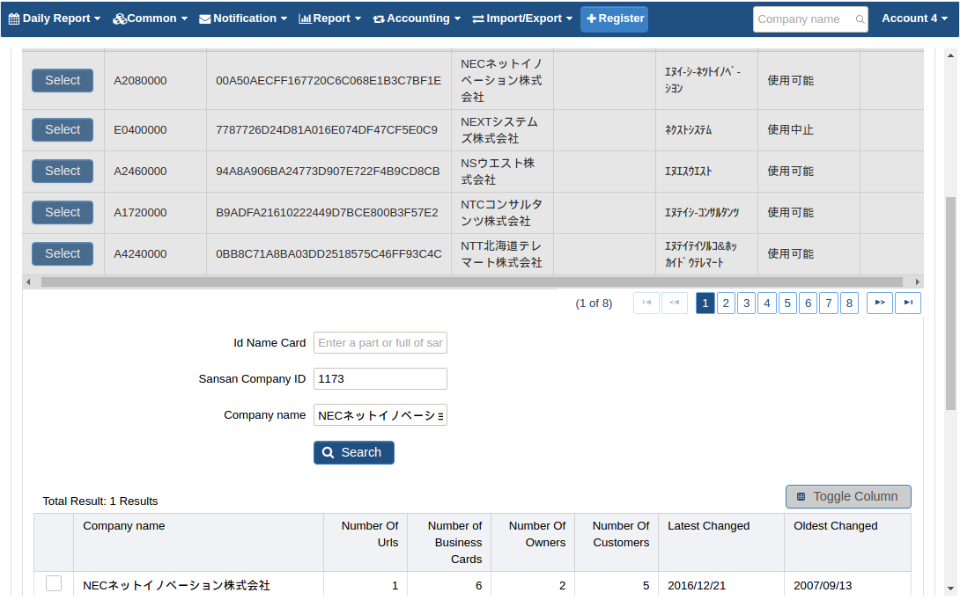 Daily Report Common Notification Report Accounting Import/Export Register Company name Account 4
Select A2080000 00A50AECFF167720C6C068E1B3C7BF1E NECネットイノベーション株式会社 ｴﾇｲ-ｼ-ﾈﾂﾄｲﾉﾍﾞ-ｼﾖﾝ 使用可能
Select E0400000 7787726D24D81A016E074DF47CF5E0C9 NEXTシステムズ株式会社 ﾈｸｽﾄｼｽﾃﾑ 使用中止
Select A2460000 94A8A906BA24773D907E722F4B9CD8CB NSウエスト株式会社 ｴﾇｴｽｳｴｽﾄ 使用可能
Select A1720000 B9ADFA21610222449D7BCE800B3F57E2 NTCコンサルタンツ株式会社 ｴﾇﾃｲｼ-ｺﾝｻﾙﾀﾝﾂ 使用可能
Select A4240000 0BB8C71A8BA03DD2518575C46FF93C4C NTT北海道テレマート株式会社 ｴﾇﾃｲﾃｲｿﾙｺ&ﾎｯｶｲﾄﾞｳﾃﾚﾏｰﾄ 使用可能
(1 of 8) 1 2 3 4 5 6 7 8
Id Name Card Enter a part or full of sar
Sansan Company ID 1173
Company name NECネットイノベーショ
Search
Total Result: 1 Results Toggle Column
Company name Number Of Urls Number of Business Cards Number Of Owners Number Of Customers Latest Changed Oldest Changed
NECネットイノベーション株式会社 1 6 2 5 2016/12/21 2007/09/13